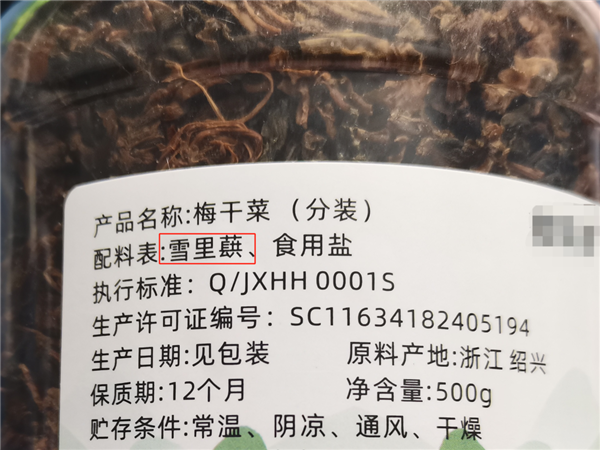 产品名称:梅干菜（分装）
配料表:雪里蕻、食用盐
执行标准：Q/JXHH 0001S
生产许可证编号：SC11634182405194
生产日期:见包装 原料产地:浙江 绍兴
保质期:12个月 净含量:500g
贮存条件:常温、阴凉、通风、干燥